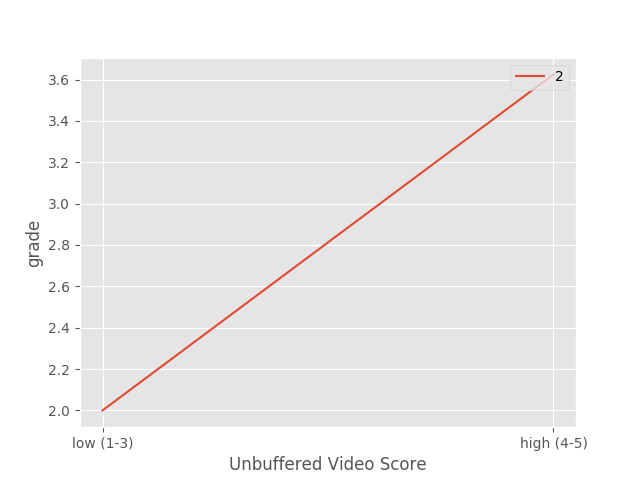 2
3.6
3.4
3.2
3.0
2.8
2.6
2.4
2.2
2.0
grade
low (1-3)
high (4-5)
Unbuffered Video Score